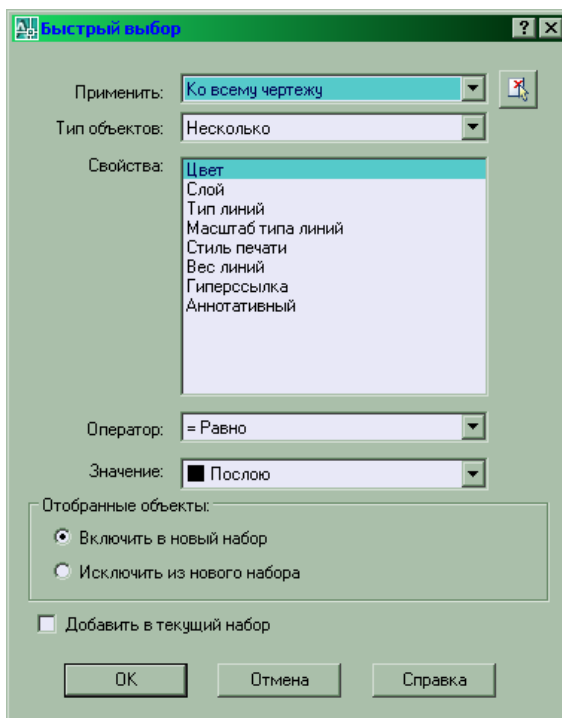 Быстрый выбор
Применить: Ко всему чертежу
Тип объектов: Несколько
Свойства: Цвет
Слой
Тип линий
Масштаб типа линий
Стиль печати
Вес линий
Гиперссылка
Аннотативный
Оператор: = Равно
Значение: Послою
Отобранные объекты:
Включить в новый набор
Исключить из нового набора
Добавить в текущий набор
OK Отмена Справка